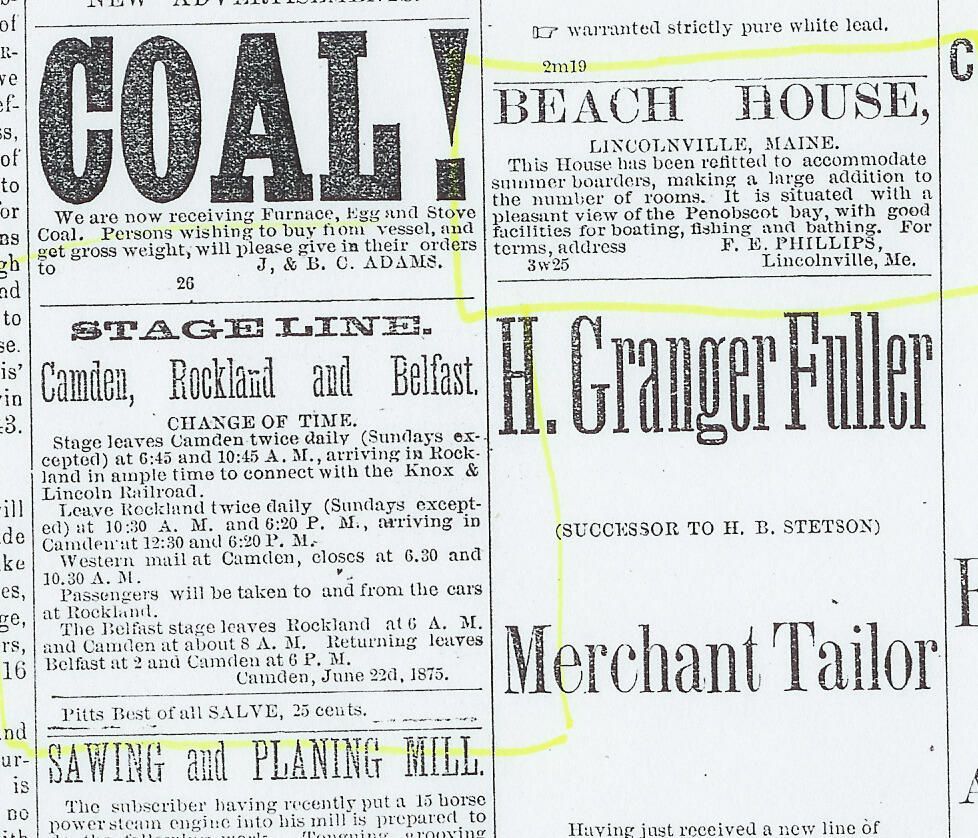 NEW ADVERTISEMENTS.
COAL!
We are now receiving Furnace, Egg and Stove
Coal. Persons wishing to buy from vessel, and
get gross weight, will please give in their orders
to J, & B. C. ADAMS.
26
STAGE LINE.
Camden, Rockland and Belfast.
CHANGE OF TIME.
Stage leaves Camden twice daily (Sundays ex-
cepted) at 6:45 and 10:45 A. M., arriving in Rock-
land in ample time to connect with the Knox &
Lincoln Railroad.
Leave Rockland twice daily (Sundays except-
ed) at 10:30 A. M. and 6:20 P. M., arriving in
Camden at 12:30 and 6:20 P. M.
Western mail at Camden, closes at 6.30 and
10.30 A. M.
Passengers will be taken to and from the cars
at Rockland.
The Belfast stage leaves Rockland at 6 A. M.
and Camden at about 8 A. M. Returning leaves
Belfast at 2 and Camden at 6 P. M.
Camden, June 22d, 1875.
Pitts Best of all SALVE, 25 cents.
SAWING and PLANING MILL.
The subscriber having recently put a 15 horse
power steam engine into his mill is prepared to
☞ warranted strictly pure white lead.
2m19
BEACH HOUSE,
LINCOLNVILLE, MAINE.
This House has been refitted to accommodate
summer boarders, making a large addition to
the number of rooms. It is situated with a
pleasant view of the Penobscot bay, with good
facilities for boating, fishing and bathing. For
terms, address F. E. PHILLIPS,
3w25 Lincolnville, Me.
H. Granger Fuller
(SUCCESSOR TO H. B. STETSON)
Merchant Tailor
Having just received a new line of